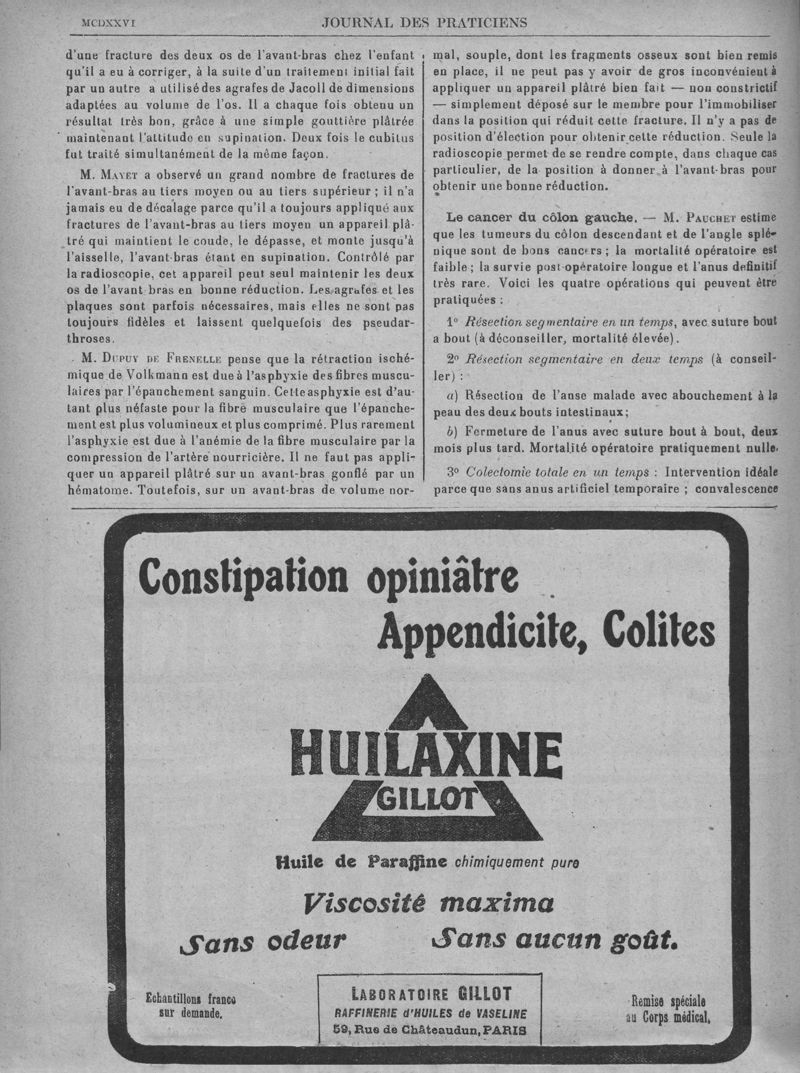 MCDXXVI
JOURNAL DES PRATICIENS
d'une fracture des deux os de l'avant-bras chez l'enfant
qu'il a eu à corriger, à la suite d'un traitement initial fait
par un autre a utilisé des agrafes de Jacoll de dimensions
adaptées au volume de l'os. Il a chaque fois obtenu un
résultat très bon, grâce à une simple gouttière plâtrée
maintenant l'attitude en supination. Deux fois le cubitus
fut traité simultanément de la même façon.
M. MAYET a observé un grand nombre de fractures de
l'avant-bras au tiers moyen ou au tiers supérieur ; il n'a
jamais eu de décalage parce qu'il a toujours appliqué aux
fractures de l'avant-bras au tiers moyen un appareil plâ-
tré qui maintient le coude, le dépasse, et monte jusqu'à
l'aisselle, l'avant-bras étant en supination. Contrôlé par
la radioscopie, cet appareil peut seul maintenir les deux
os de l'avant bras en bonne réduction. Les agrafes et les
plaques sont parfois nécessaires, mais elles ne sont pas
toujours fidèles et laissent quelquefois des pseudar-
throses.
M. DUPUY DE FRENELLE pense que la rétraction isché-
mique de Volkmann est due à l'asphyxie des fibres muscu-
laires par l'épanchement sanguin. Cette asphyxie est d'au-
tant plus néfaste pour la fibre musculaire que l'épanche-
ment est plus volumineux et plus comprimé. Plus rarement
l'asphyxie est due à l'anémie de la fibre musculaire par la
compression de l'artère nourricière. Il ne faut pas appli-
quer un appareil plâtré sur un avant-bras gonflé par un
hématome. Toutefois, sur un avant-bras de volume nor-
mal, souple, dont les fragments osseux sont bien remis
en place, il ne peut pas y avoir de gros inconvénient à
appliquer un appareil plâtré bien fait — non constrictif
— simplement déposé sur le membre pour l'immobiliser
dans la position qui réduit cette fracture. Il n'y a pas de
position d'élection pour obtenir cette réduction. Seule la
radioscopie permet de se rendre compte, dans chaque cas
particulier, de la position à donner à l'avant-bras pour
obtenir une bonne réduction.
Le cancer du côlon gauche. — M. PAUCHET estime
que les tumeurs du côlon descendant et de l'angle splé-
nique sont de bons cancers ; la mortalité opératoire est
faible ; la survie post-opératoire longue et l'anus definitif
très rare. Voici les quatre opérations qui peuvent être
pratiquées :
1° Résection segmentaire en un temps, avec suture bout
a bout (à déconseiller, mortalité élevée).
2° Résection segmentaire en deux temps (à conseil-
ler) :
a) Résection de l'anse malade avec abouchement à la
peau des deux bouts intestinaux ;
b) Fermeture de l'anus avec suture bout à bout, deux
mois plus tard. Mortalité opératoire pratiquement nulle.
3° Colectomie totale en un temps : Intervention idéale
parce que sans anus artificiel temporaire ; convalescence
Constipation opiniâtre
Appendicite, Colites
HUILAXINE
GILLOT
Huile de Paraffine chimiquement pure
Viscosité maxima
Sans odeur Sans aucun goût.
Echantillons franco
sur demande.
LABORATOIRE GILLOT
RAFFINERIE d'HUILES de VASELINE
59, Rue de Châteaudun, PARIS
Remise spéciale
au Corps médical.